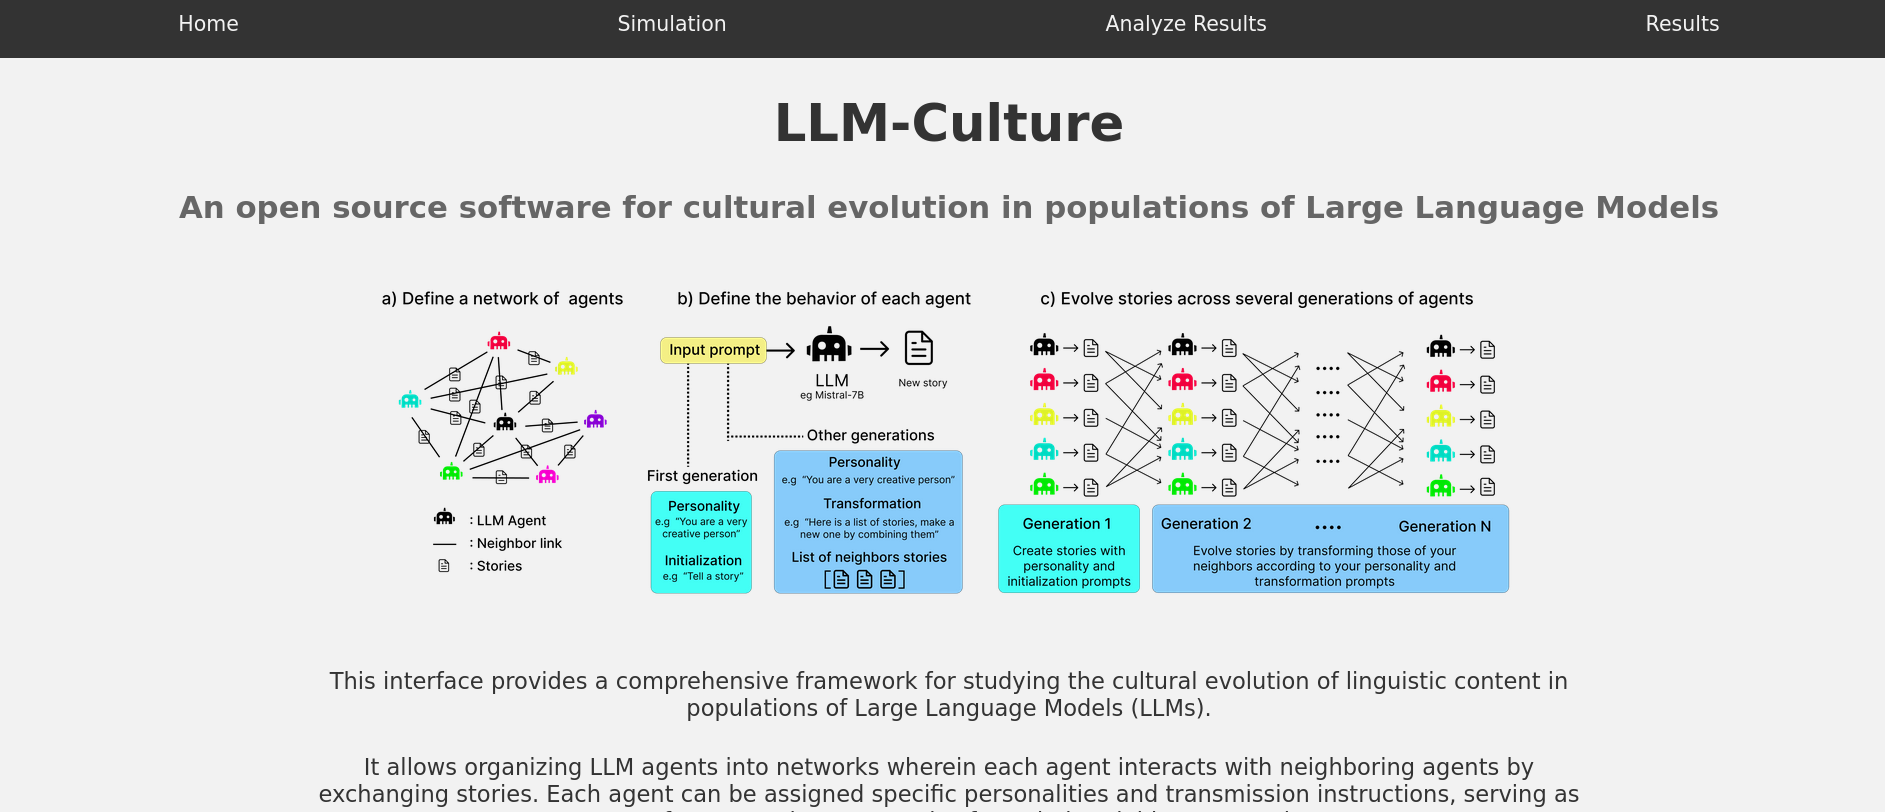 Home
Simulation
Analyze Results
Results
LLM-Culture
An open source software for cultural evolution in populations of Large Language Models
a) Define a network of agents
: LLM Agent
: Neighbor link
: Stories
b) Define the behavior of each agent
Input prompt
LLM
eg Mistral-7B
New story
Other generations
First generation
Personality
e.g "You are a very
creative person"
Initialization
e.g "Tell a story"
Personality
e.g "You are a very creative person"
Transformation
e.g "Here is a list of stories, make a
new one by combining them"
List of neighbors stories
c) Evolve stories across several generations of agents
Generation 1
Create stories with
personality and
initialization prompts
Generation 2
....
Generation N
Evolve stories by transforming those of your
neighbors according to your personality and
transformation prompts
This interface provides a comprehensive framework for studying the cultural evolution of linguistic content in
populations of Large Language Models (LLMs).
It allows organizing LLM agents into networks wherein each agent interacts with neighboring agents by
exchanging stories. Each agent can be assigned specific personalities and transmission instructions, serving as